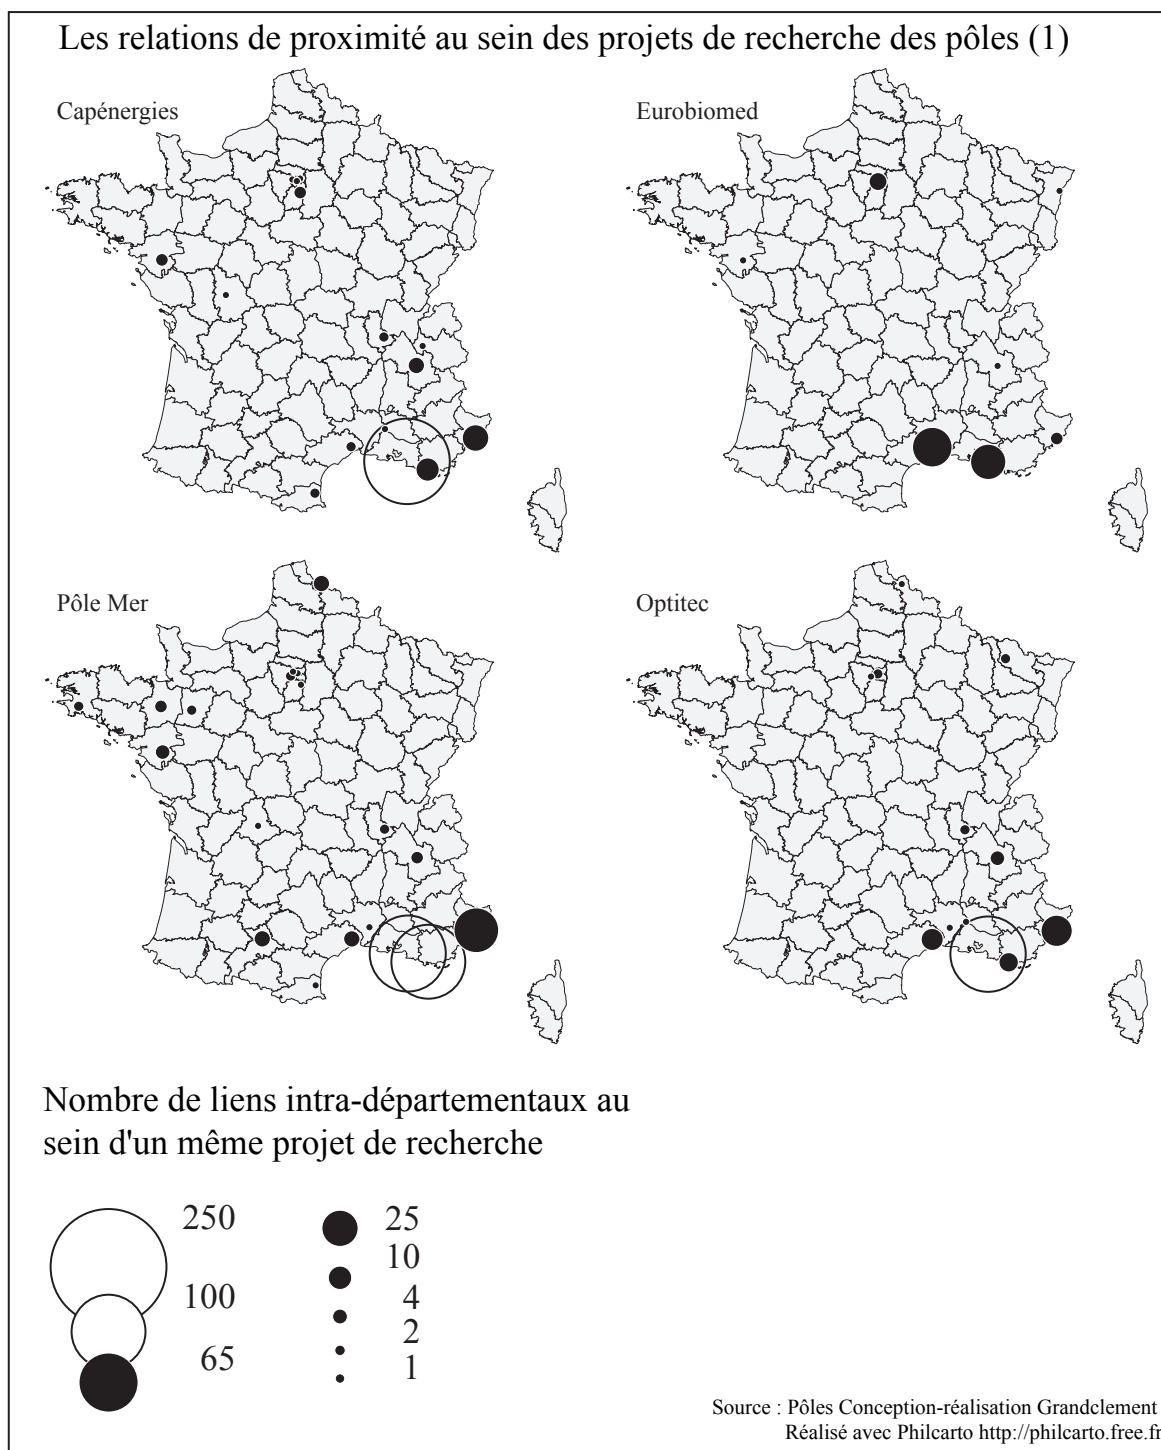 Les relations de proximité au sein des projets de recherche des pôles (1)
Capénergies
Eurobiomed
Pôle Mer
Optitec
Nombre de liens intra-départementaux au
sein d'un même projet de recherche
250
100
65
25
10
4
2
1
Source : Pôles Conception-réalisation Grandclement
Réalisé avec Philcarto http://philcarto.free.fr